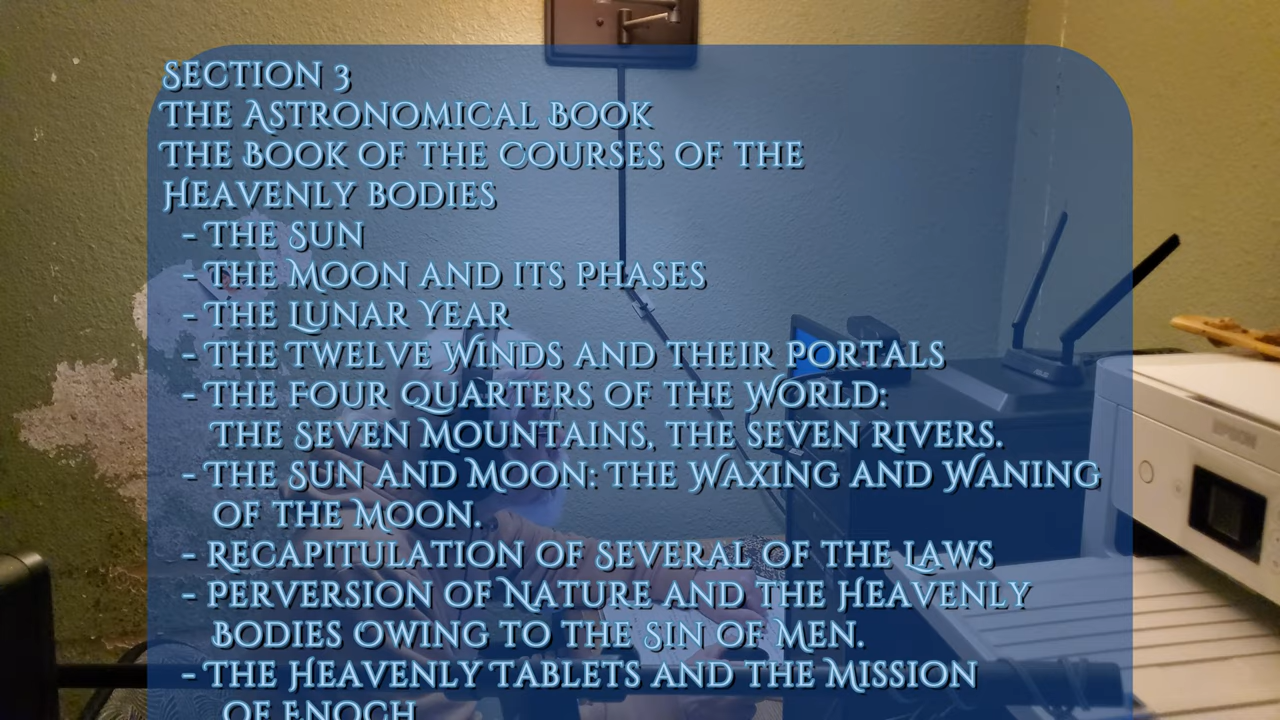 Section 3
The Astronomical Book
The Book of the Courses of the
Heavenly Bodies
- The Sun
- The Moon and its Phases
- The Lunar Year
- The Twelve Winds and their Portals
- The Four Quarters of the World:
The Seven Mountains, the seven Rivers.
- The Sun and Moon: The Waxing and Waning
of the Moon.
- Recapitulation of Several of the Laws
- Perversion of Nature and the Heavenly
Bodies Owing to the Sin of Men.
- The Heavenly Tablets and the Mission
of Enoch
EPSON